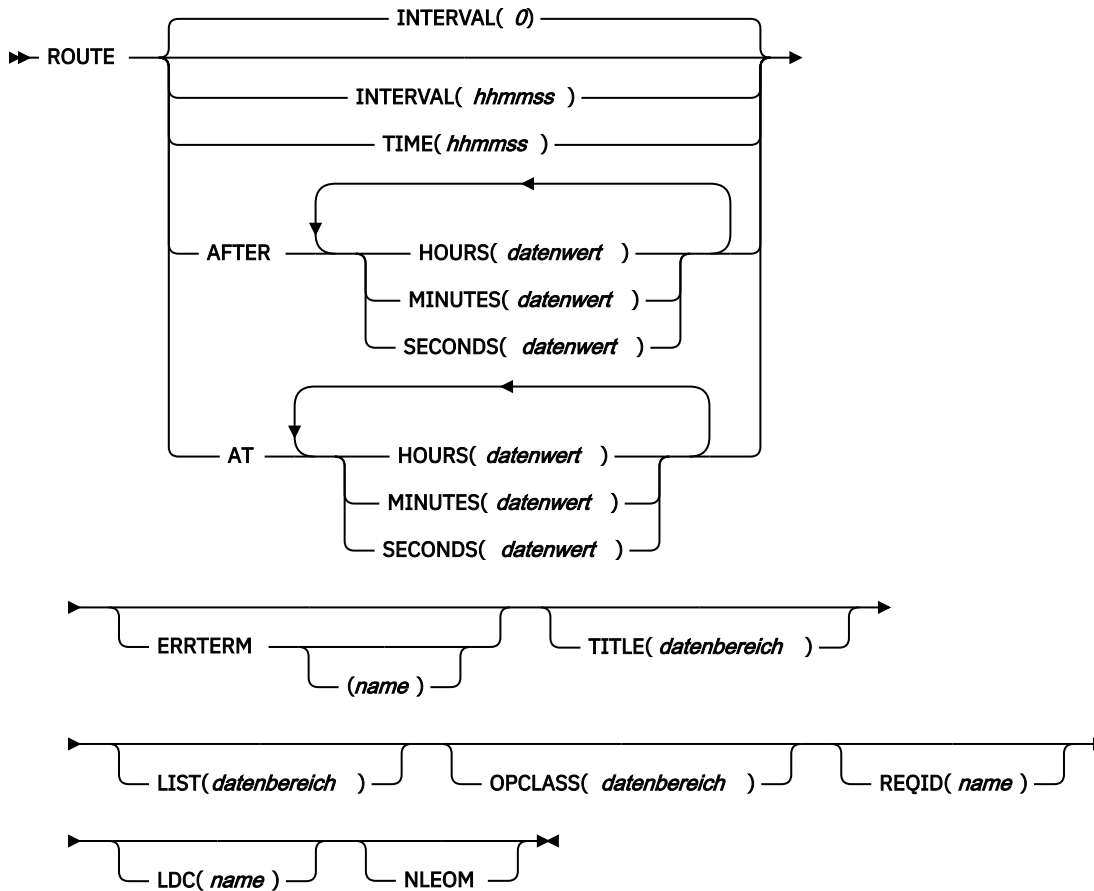 INTERVAL( 0)
ROUTE
INTERVAL( hhmmss )
TIME( hhmmss )
AFTER HOURS( datenwert )
MINUTES( datenwert )
SECONDS( datenwert )
AT HOURS( datenwert )
MINUTES( datenwert )
SECONDS( datenwert )
ERRTERM TITLE( datenbereich )
(name )
LIST( datenbereich ) OPCLASS( datenbereich ) REQID( name )
LDC( name ) NLEOM